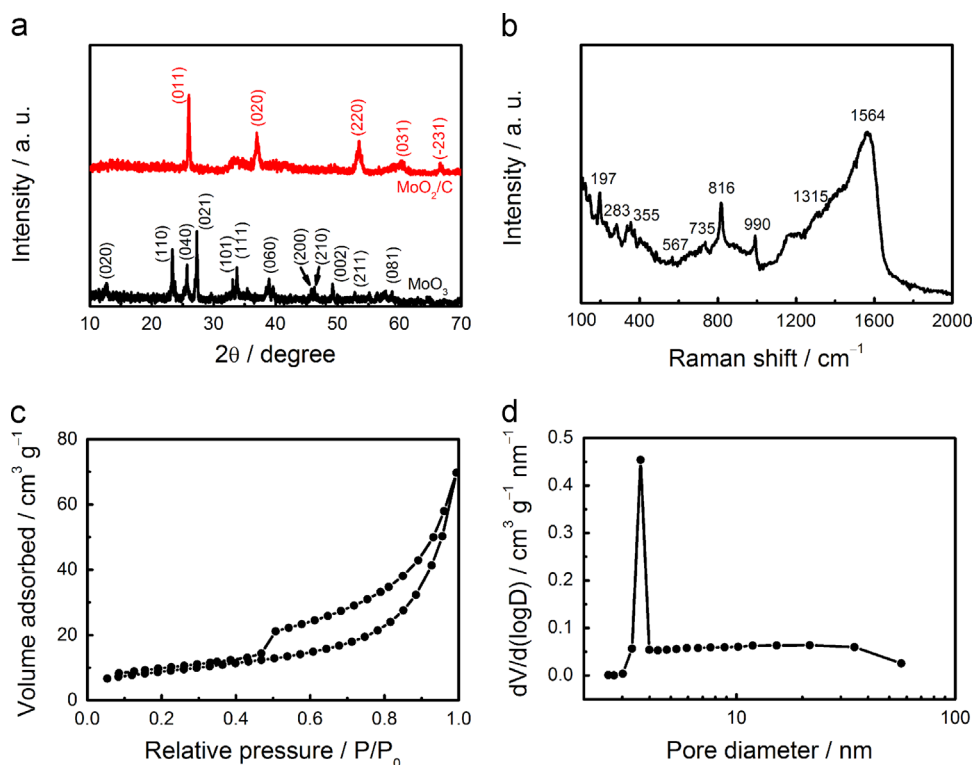 a
Intensity / a. u.
(011)
(020)
(220)
(031)
(-231)
MoO₂/C
(020)
(110)
(040)
(021)
(101)
(111)
(060)
(200)
(210)
(002)
(211)
(081)
MoO₃
10 20 30 40 50 60 70
2θ / degree
b
Intensity / a. u.
197
283
355
567
735
816
990
1315
1564
100 400 800 1200 1600 2000
Raman shift / cm⁻¹
c
Volume adsorbed / cm³ g⁻¹
80
60
40
20
0
0.0 0.2 0.4 0.6 0.8 1.0
Relative pressure / P/P₀
d
dV/d(logD) / cm³ g⁻¹ nm⁻¹
0.5
0.4
0.3
0.2
0.1
0.0
10 100
Pore diameter / nm